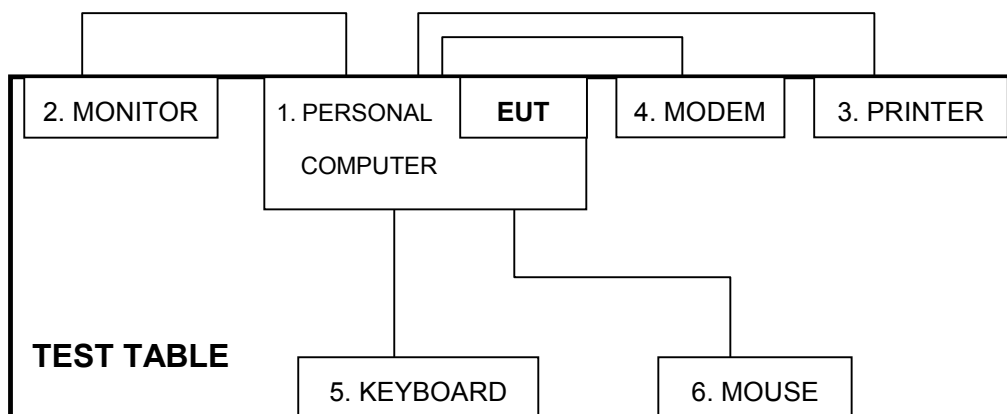 2. MONITOR
1. PERSONAL
COMPUTER
EUT
4. MODEM
3. PRINTER
TEST TABLE
5. KEYBOARD
6. MOUSE